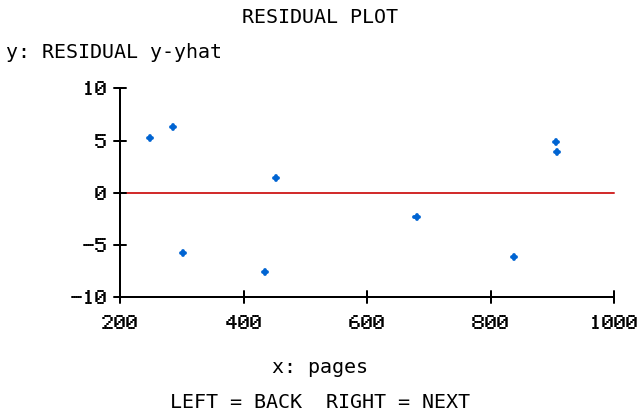 RESIDUAL PLOT
y: RESIDUAL y-yhat
10
5
0
-5
-10
200 400 600 800 1000
x: pages
LEFT = BACK  RIGHT = NEXT